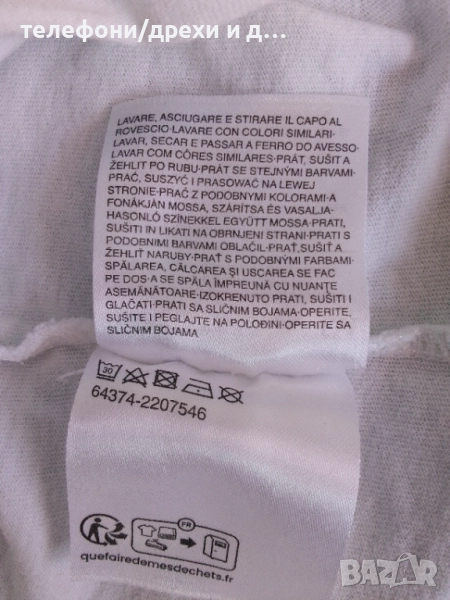 телефони/дрехи и д...
LAVARE, ASCIUGARE E STIRARE IL CAPO AL
ROVESCIO·LAVARE CON COLORI SIMILARI·
LAVAR, SECAR E PASSAR A FERRO DO AVESSO·
LAVAR COM CÔRES SIMILARES·PRÁT, SUŠIT A
ŽEHLIT PO RUBU·PRÁT SE STEJNÝMI BARVAMI·
PRAĆ, SUSZYĆ I PRASOWAĆ NA LEWEJ
STRONIE·PRAĆ Z PODOBNYMI KOLORAMI·A
FONÁKJÁN MOSSA, SZÁRÍTSA ÉS VASALJA·
HASONLÓ SZÍNEKKEL EGYÜTT MOSSA·PRATI,
SUŠITI IN LIKATI NA OBRNJENI STRANI·PRATI S
PODOBNIMI BARVAMI OBLAČIL·PRAŤ, SUŠIŤ A
ŽEHLIŤ NARUBY·PRAŤ S PODOBNÝMI FARBAMI·
SPĂLAREA, CĂLCAREA ŞI USCAREA SE FAC
PE DOS·A SE SPĂLA ÎMPREUNĂ CU NUANŢE
ASEMĂNĂTOARE·IZOKRENUTO PRATI, SUŠITI I
GLAČATI·PRATI SA SLIČNIM BOJAMA·OPERITE,
SUŠITE I PEGLAJTE NA POLOĐINI·OPERITE SA
SLIČNIM BOJAMA
30
64374-2207546
FR
quefairedemesdechets.fr
BAZAR